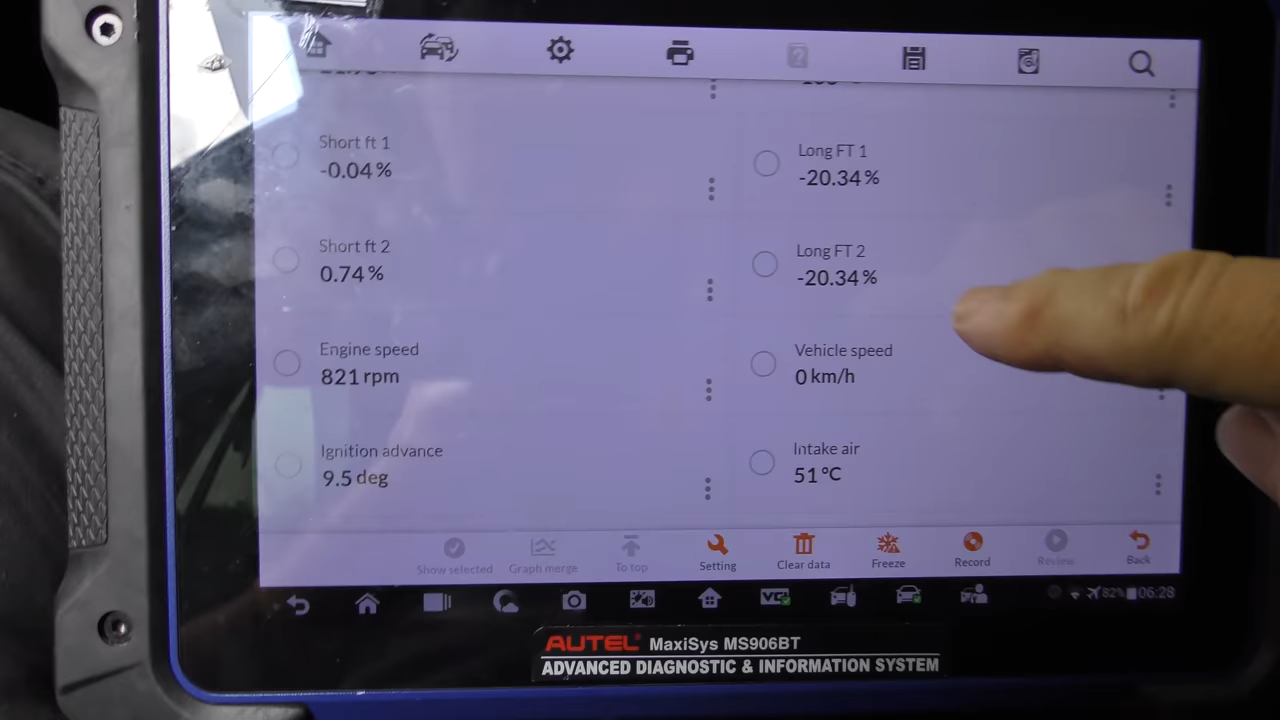 Short ft 1
-0.04 %
Long FT 1
-20.34 %
Short ft 2
0.74 %
Long FT 2
-20.34 %
Engine speed
821 rpm
Vehicle speed
0 km/h
Ignition advance
9.5 deg
Intake air
51 °C
Show selected
Graph merge
To top
Setting
Clear data
Freeze
Record
Review
Back
VCI
82% 06:28
AUTEL MaxiSys MS906BT
ADVANCED DIAGNOSTIC & INFORMATION SYSTEM